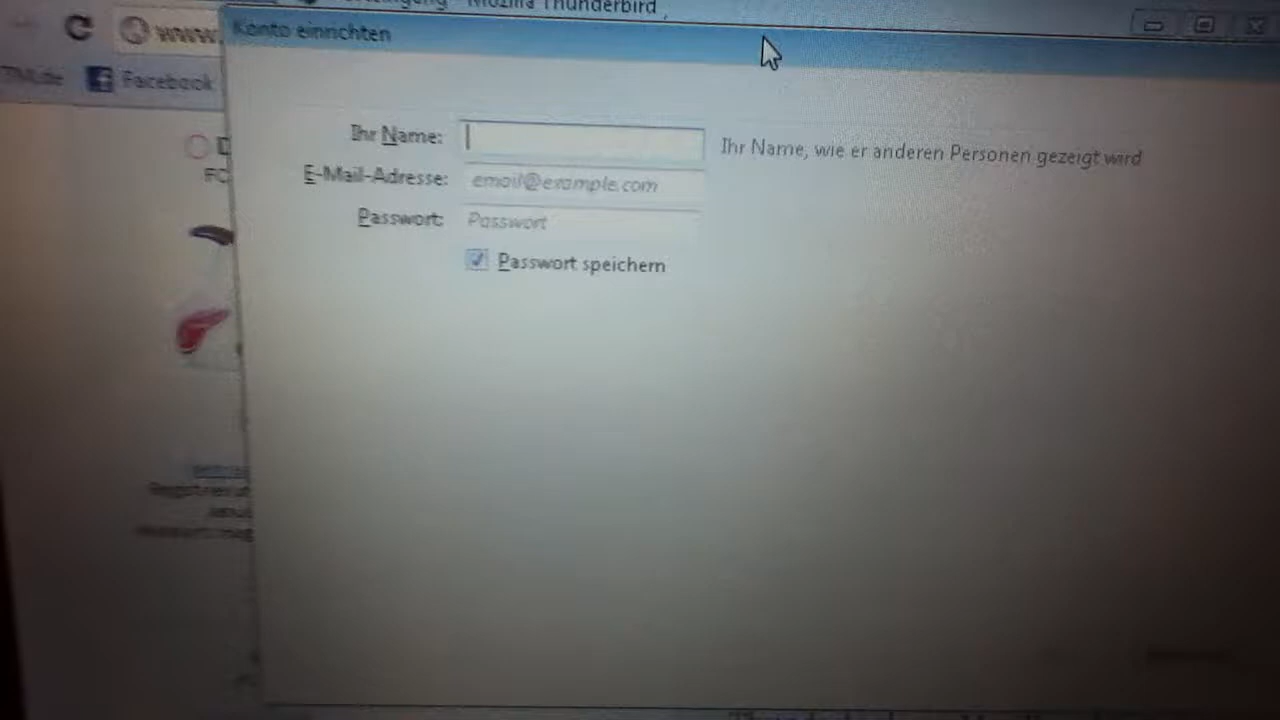 Mozilla Thunderbird
www.
Konto einrichten
Facebook
Ihr Name:
Ihr Name, wie er anderen Personen gezeigt wird
E-Mail-Adresse:
email@example.com
Passwort:
Passwort
Passwort speichern